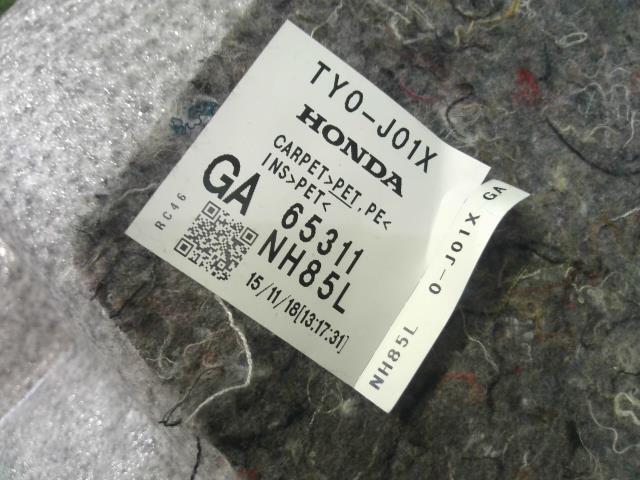 TY0-J01X
HONDA
CARPET>PET,PE<
INS>PET<
GA
65311
NH85L
RC46
15/11/18[13:17:31]
0-J01X GA
NH85L